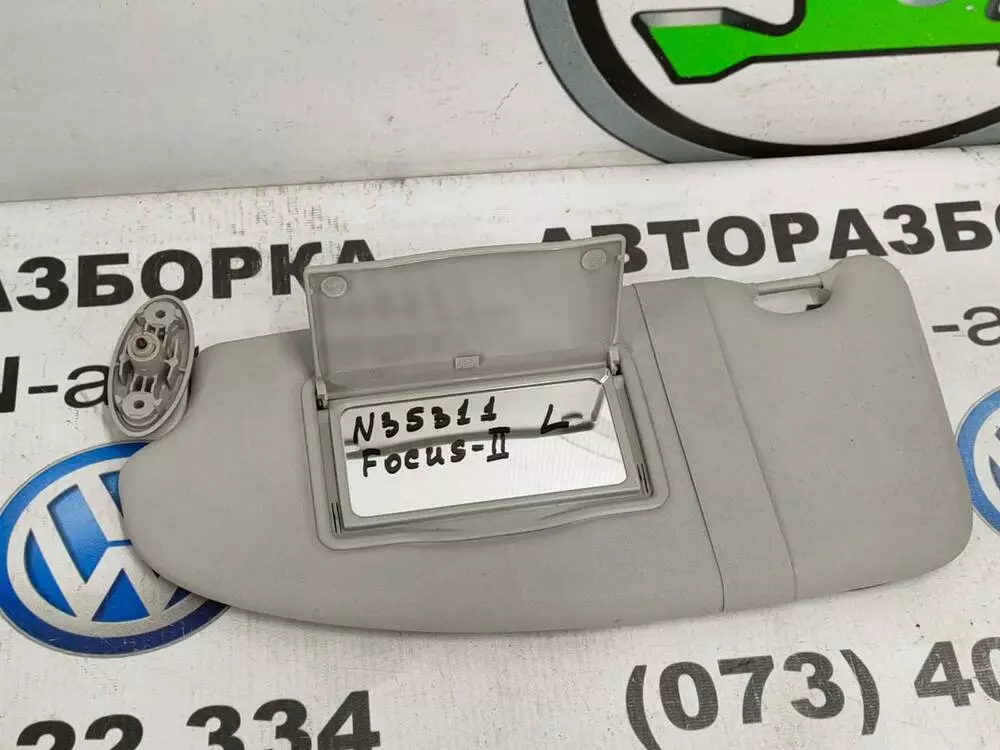 АЗБОРКА АВТОРАЗБО
N35311 L
Focus-II
22 334 (073) 40